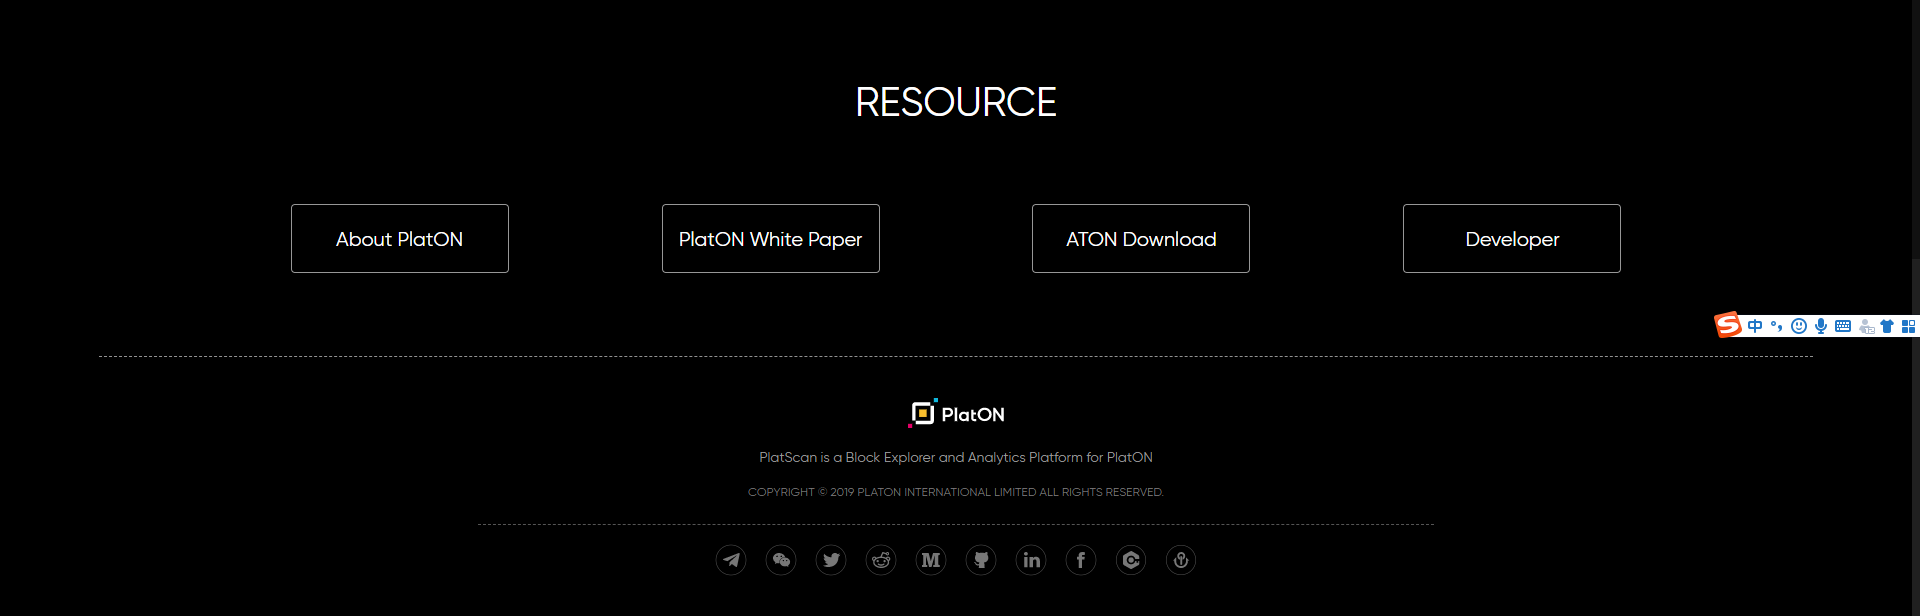 RESOURCE
About PlatON
PlatON White Paper
ATON Download
Developer
中
PlatON
PlatScan is a Block Explorer and Analytics Platform for PlatON
COPYRIGHT © 2019 PLATON INTERNATIONAL LIMITED ALL RIGHTS RESERVED.